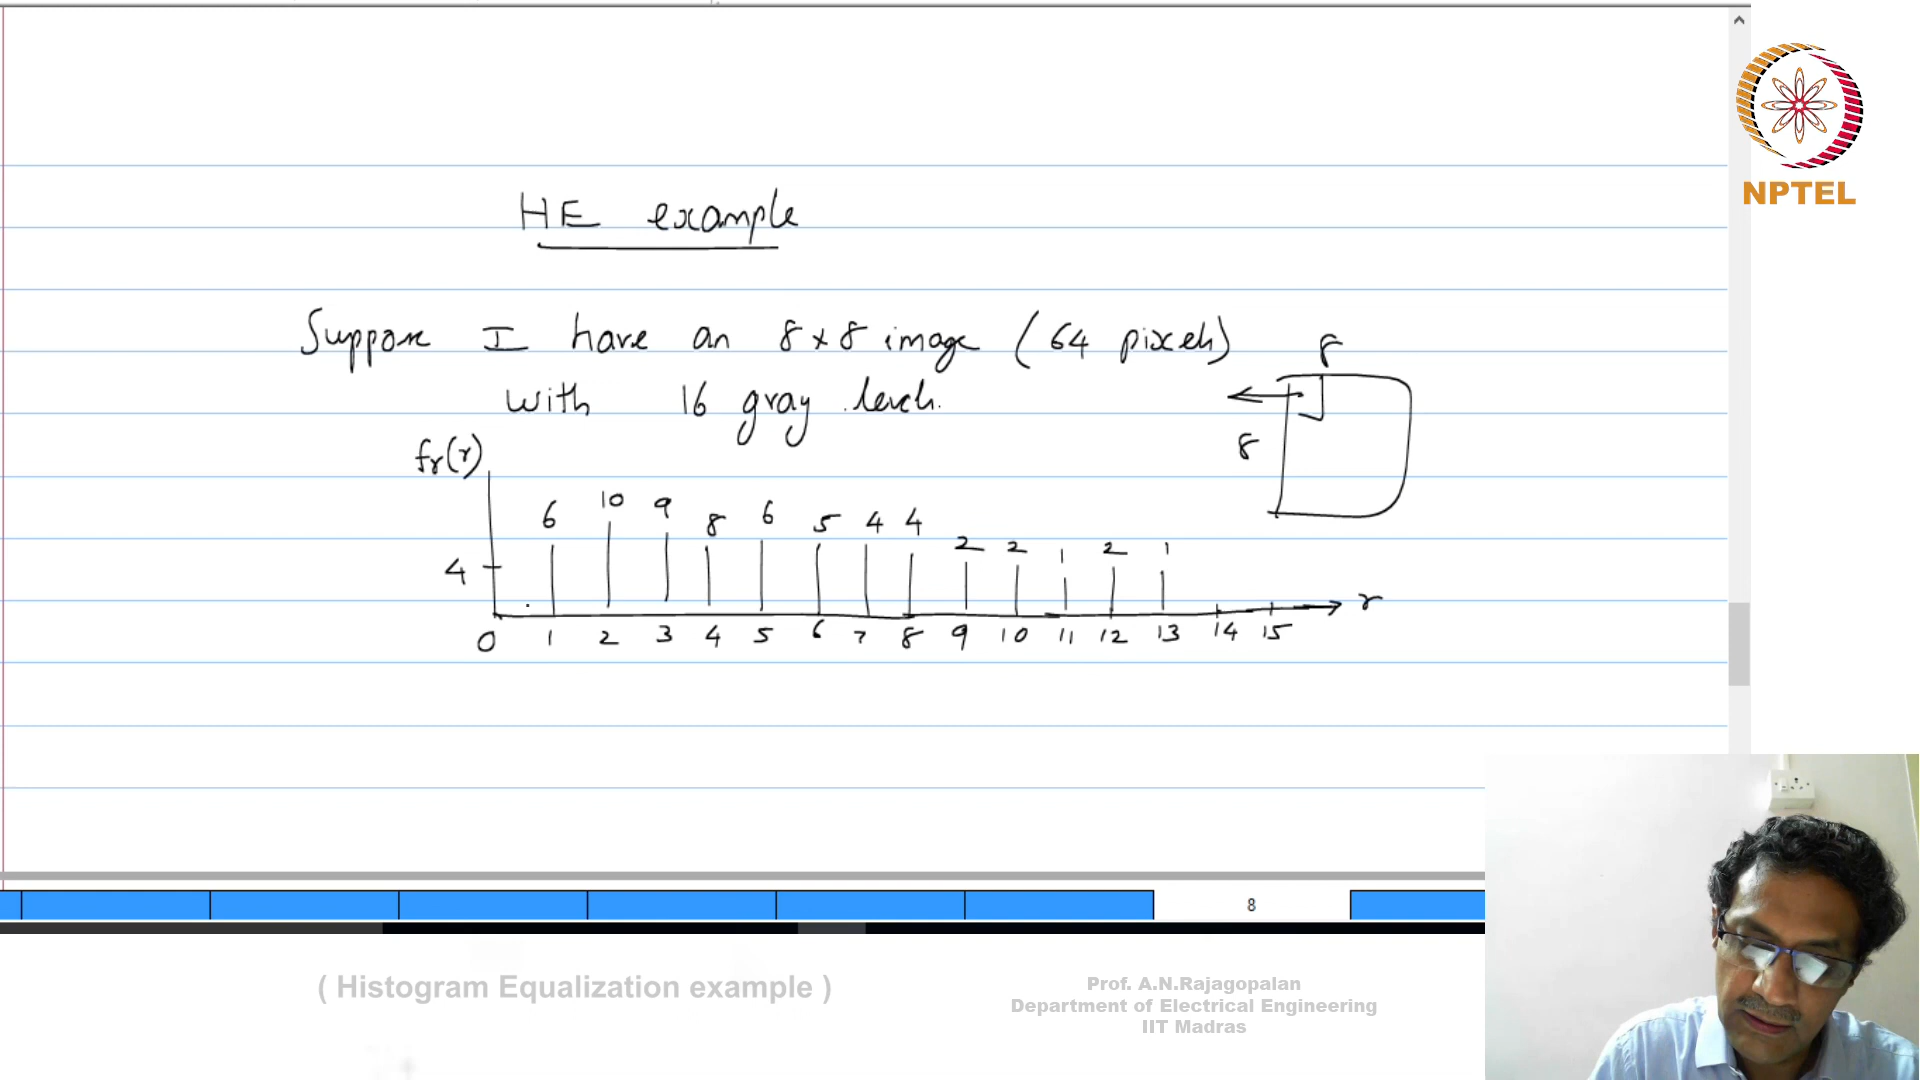 NPTEL
HE example
Suppose I have an 8x8 image (64 pixels)
with 16 gray levels.
8
8
fr(r)
6 10 9 8 6 5 4 4 2 2 1 2 1
4
r
0 1 2 3 4 5 6 7 8 9 10 11 12 13 14 15
8
( Histogram Equalization example )
Prof. A.N.Rajagopalan
Department of Electrical Engineering
IIT Madras